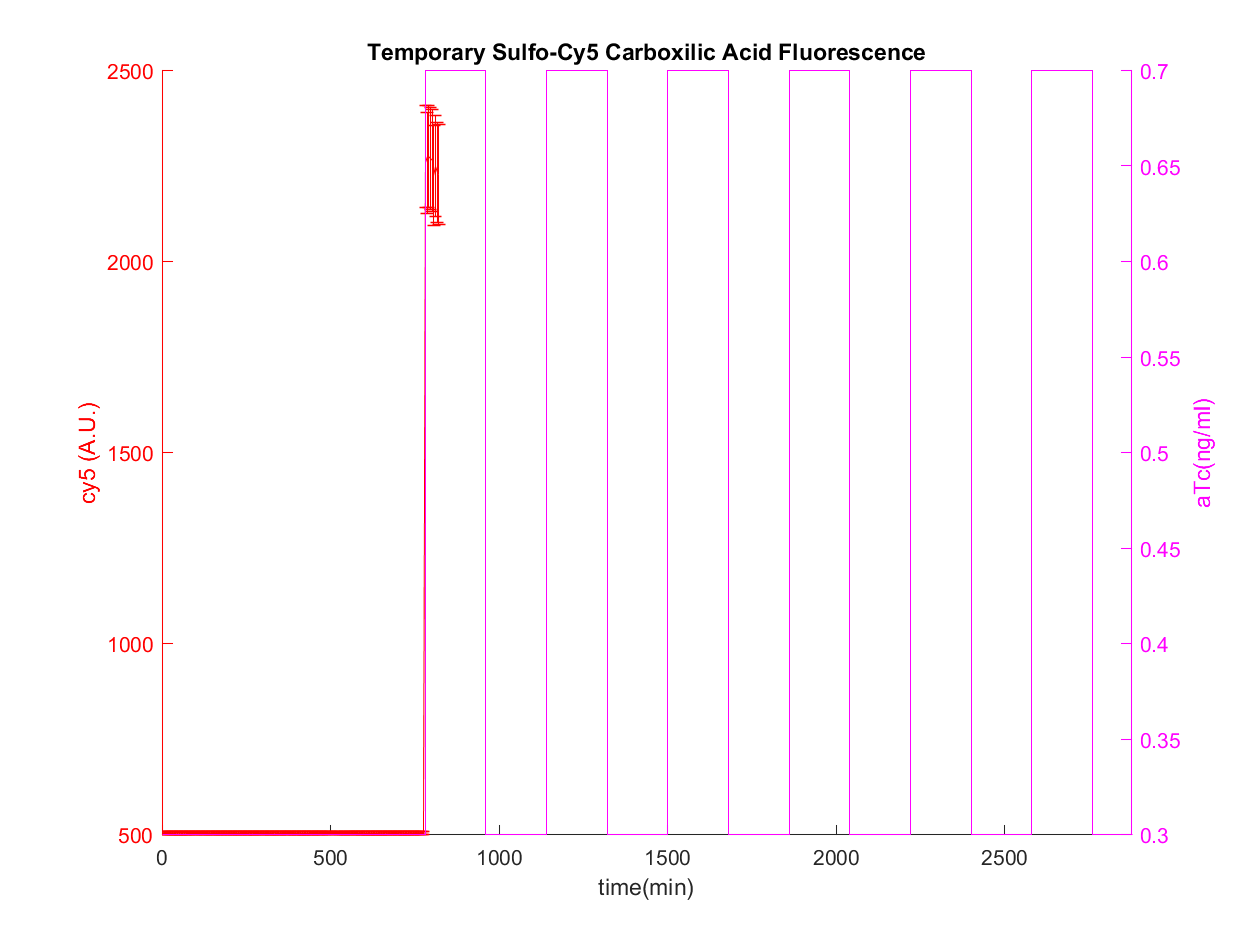 Temporary Sulfo-Cy5 Carboxilic Acid Fluorescence
2500
2000
1500
1000
500
cy5 (A.U.)
0.7
0.65
0.6
0.55
0.5
0.45
0.4
0.35
0.3
aTc(ng/ml)
0 500 1000 1500 2000 2500
time(min)